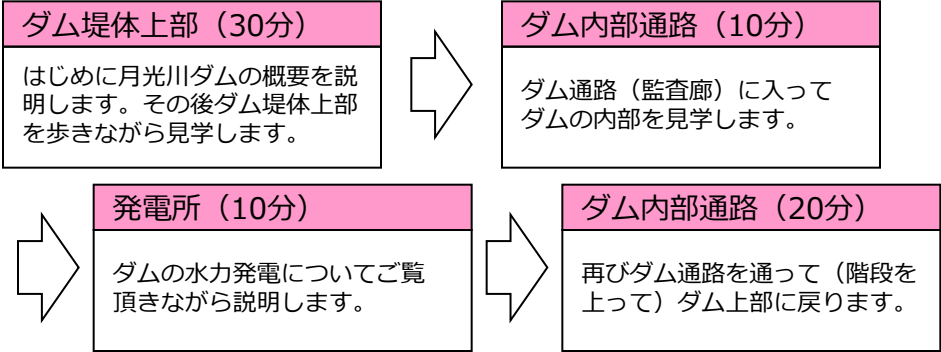 ダム堤体上部（30分）
はじめに月光川ダムの概要を説
明します。その後ダム堤体上部
を歩きながら見学します。
ダム内部通路（10分）
ダム通路（監査廊）に入って
ダムの内部を見学します。
発電所（10分）
ダムの水力発電についてご覧
頂きながら説明します。
ダム内部通路（20分）
再びダム通路を通って（階段を
上って）ダム上部に戻ります。